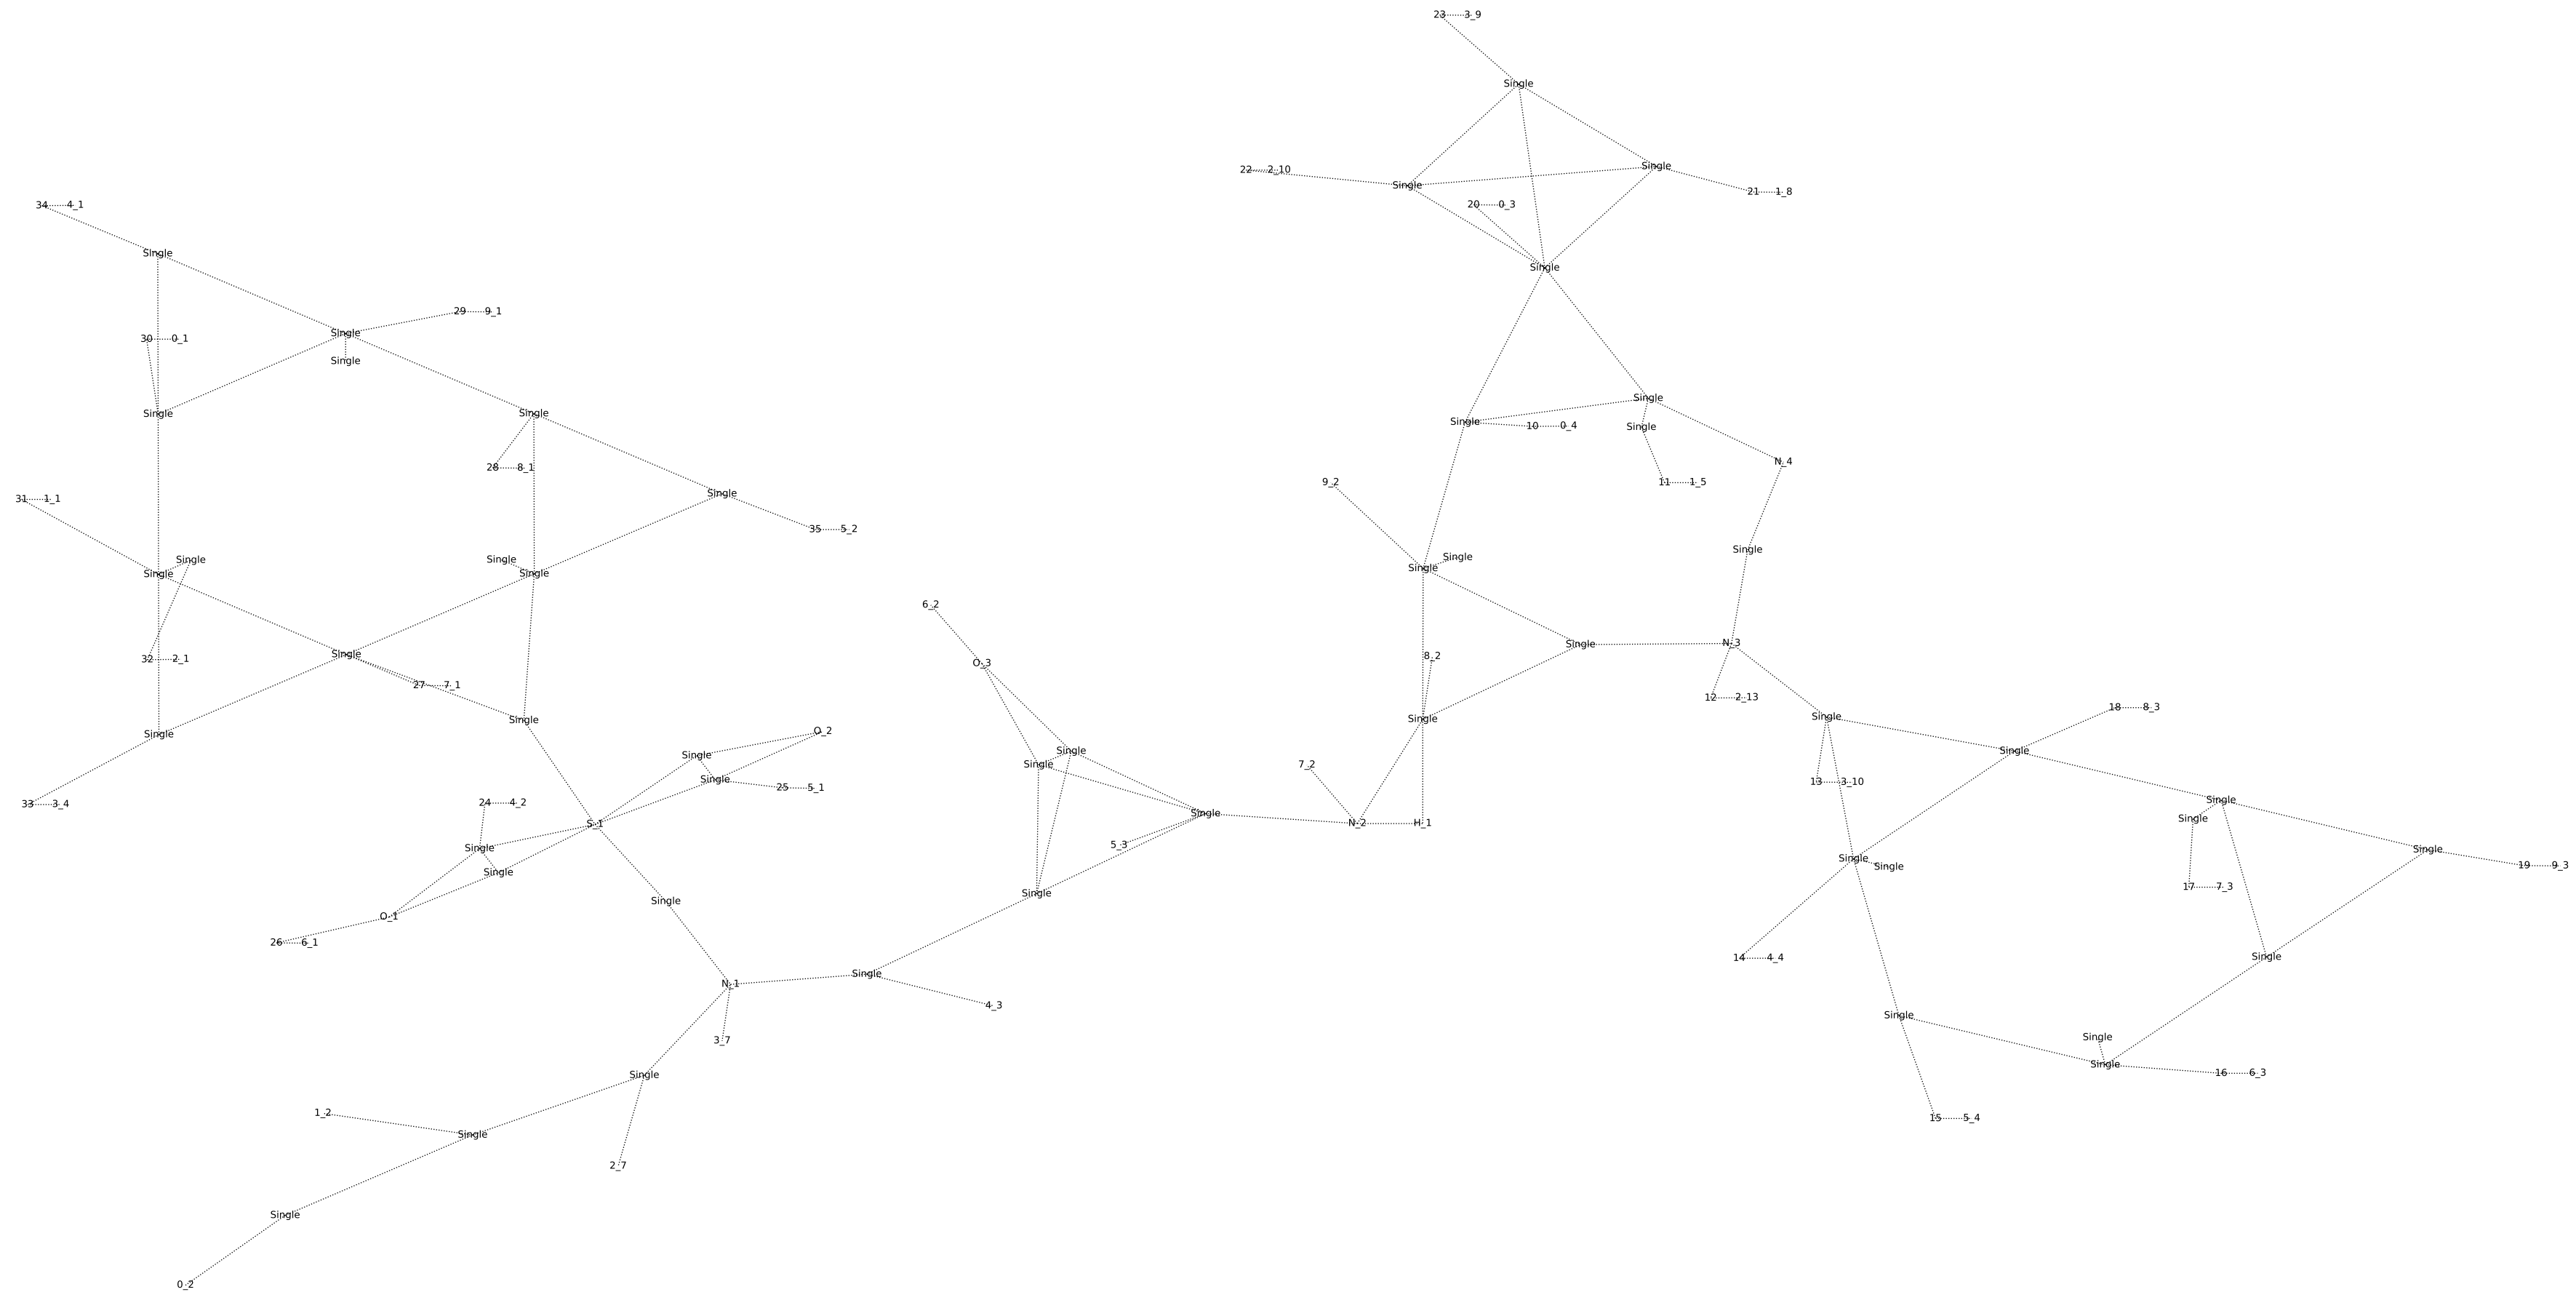 23 3_9
Single
Single
22 2_10
Single
21 1_8
34 4_1
20 0_3
Single
Single
29 9_1
Single
30 0_1
Single
Single
Single
Single
Single
10 0_4
Single
N_4
28 8_1
9_2
11 1_5
Single
31 1_1
35 5_2
Single
Single
Single
Single
Single
Single
Single
Single
6_2
Single
N_3
Single
32 2_1
8_2
O_3
27 7_1
12 2_13
18 8_3
Single
Single
Single
Single
O_2
Single
Single
Single
Single
7_2
Single
25 5_1
13 3_10
24 4_2
Single
Single
S_1
N_2
H_1
Single
Single
5_3
Single
Single
Single
19 9_3
Single
17 7_3
Single
Single
O_1
26 6_1
Single
14 4_4
Single
N_1
33 3_4
4_3
Single
3_7
Single
Single
16 6_3
Single
1_2
15 5_4
Single
2_7
Single
0_2